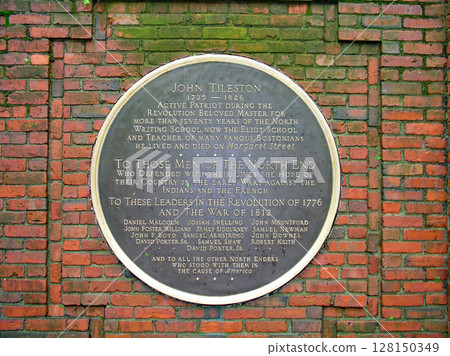 John Tileston
1735 — 1826
Active Patriot during the
Revolution Beloved Master for
more than seventy years of the North
Writing School now the Eliot School
and Teacher of many famous Bostonians
he lived and died on Margaret Street
To Those Men of the North End
Who Defended with their Lives the Homes of
their Country in the early Wars against the
Indians and the French
To These Leaders in the Revolution of 1776
and The War of 1812
Daniel Malcolm Josiah Snelling John Mountford
John Foster Williams James Sigourney Samuel Newman
John P. Boyd Samuel Armstrong John Downes
David Porter Sr. Samuel Shaw Robert Keith
David Porter Jr.
and to all the other North Enders
who stood with them in
the cause of America
128150349